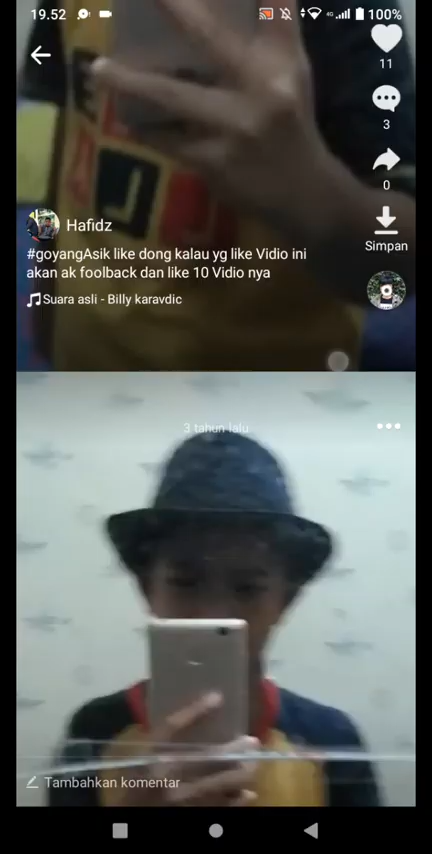 19.52
4G
100%
11
3
0
Simpan
Hafidz
#goyangAsik like dong kalau yg like Vidio ini
akan ak foolback dan like 10 Vidio nya
Suara asli - Billy karavdic
3 tahun lalu
Tambahkan komentar